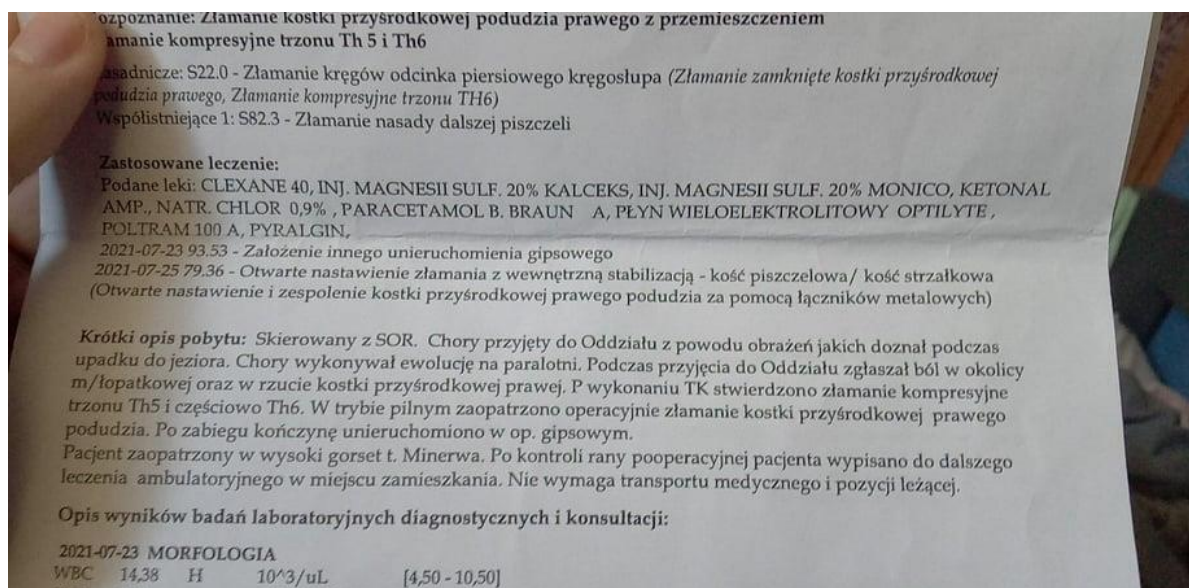 ozpoznanie: Złamanie kostki przyśrodkowej podudzia prawego z przemieszczeniem
amanie kompresyjne trzonu Th 5 i Th6
asadnicze: S22.0 - Złamanie kręgów odcinka piersiowego kręgosłupa (Złamanie zamknięte kostki przyśrodkowej
podudzia prawego, Złamanie kompresyjne trzonu TH6)
Współistniejące 1: S82.3 - Złamanie nasady dalszej piszczeli
Zastosowane leczenie:
Podane leki: CLEXANE 40, INJ. MAGNESII SULF. 20% KALCEKS, INJ. MAGNESII SULF. 20% MONICO, KETONAL
AMP., NATR. CHLOR 0,9% , PARACETAMOL B. BRAUN A, PŁYN WIELOELEKTROLITOWY OPTILYTE ,
POLTRAM 100 A, PYRALGIN,
2021-07-23 93.53 - Założenie innego unieruchomienia gipsowego
2021-07-25 79.36 - Otwarte nastawienie złamania z wewnętrzną stabilizacją - kość piszczelowa/ kość strzałkowa
(Otwarte nastawienie i zespolenie kostki przyśrodkowej prawego podudzia za pomocą łączników metalowych)
Krótki opis pobytu: Skierowany z SOR. Chory przyjęty do Oddziału z powodu obrażeń jakich doznał podczas
upadku do jeziora. Chory wykonywał ewolucję na paralotni. Podczas przyjęcia do Oddziału zgłaszał ból w okolicy
m/łopatkowej oraz w rzucie kostki przyśrodkowej prawej. P wykonaniu TK stwierdzono złamanie kompresyjne
trzonu Th5 i częściowo Th6. W trybie pilnym zaopatrzono operacyjnie złamanie kostki przyśrodkowej prawego
podudzia. Po zabiegu kończynę unieruchomiono w op. gipsowym.
Pacjent zaopatrzony w wysoki gorset t. Minerwa. Po kontroli rany pooperacyjnej pacjenta wypisano do dalszego
leczenia ambulatoryjnego w miejscu zamieszkania. Nie wymaga transportu medycznego i pozycji leżącej.
Opis wyników badań laboratoryjnych diagnostycznych i konsultacji:
2021-07-23 MORFOLOGIA
WBC 14,38 H 10^3/uL [4,50 - 10,50]